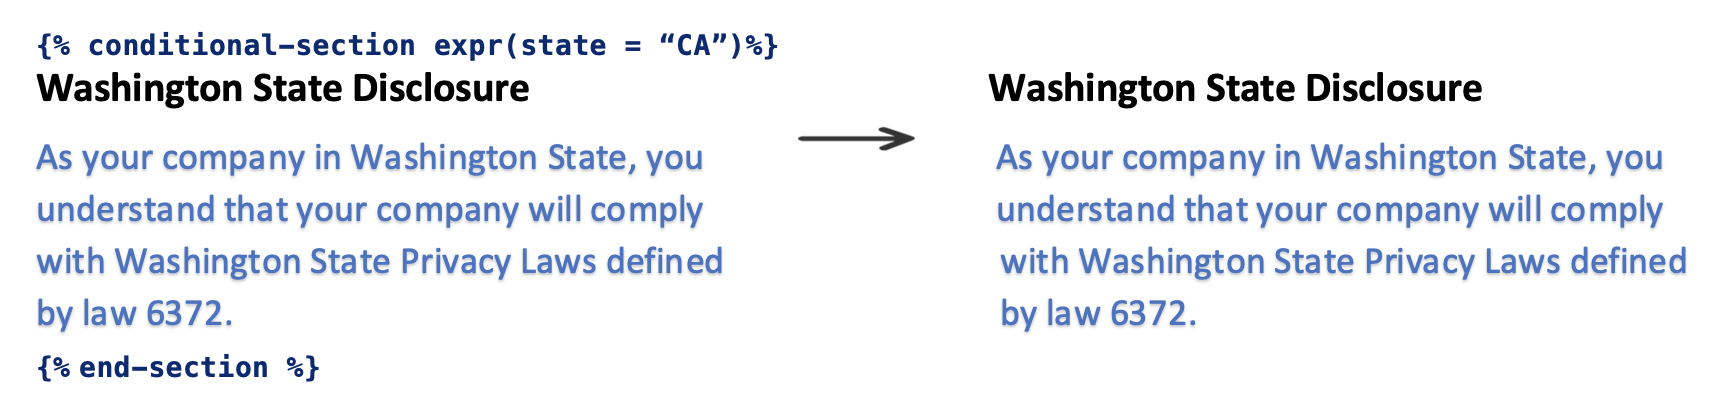 {% conditional-section expr(state = “CA”)%}
Washington State Disclosure
As your company in Washington State, you
understand that your company will comply
with Washington State Privacy Laws defined
by law 6372.
{% end-section %}
Washington State Disclosure
As your company in Washington State, you
understand that your company will comply
with Washington State Privacy Laws defined
by law 6372.